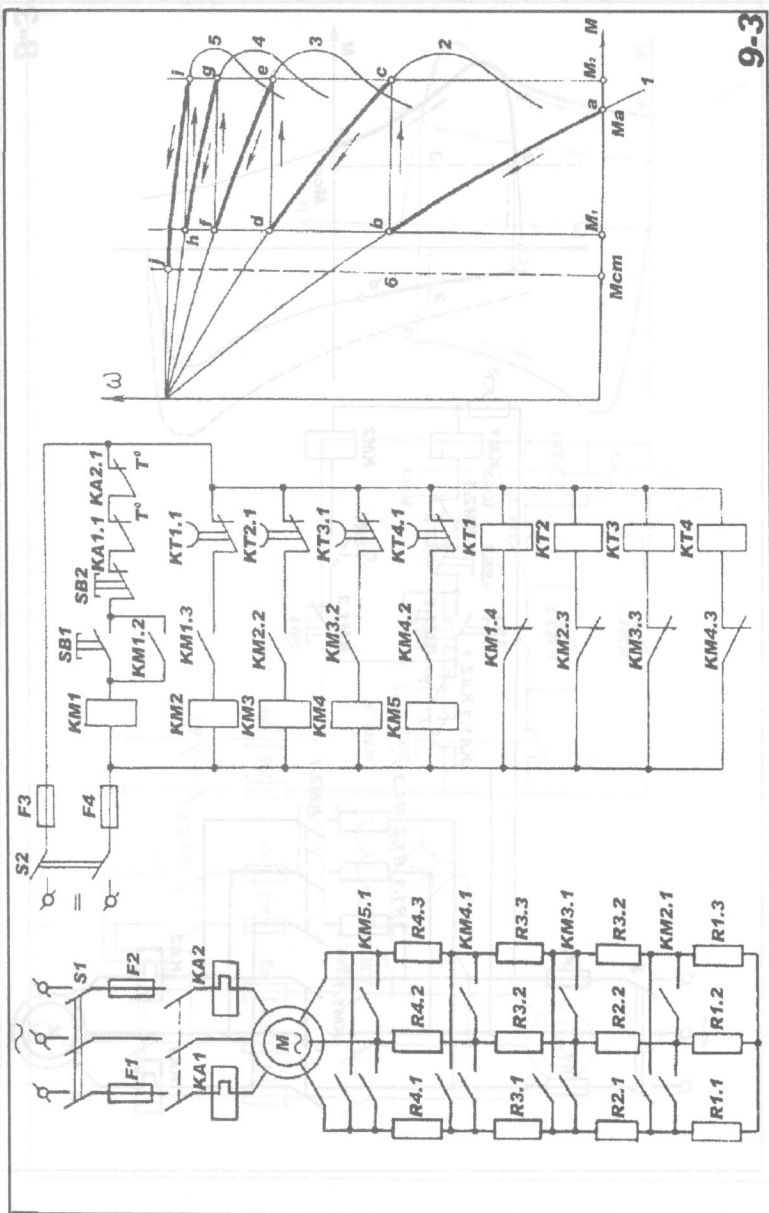 9-3
ω
j
i
5
g
4
e
3
c
2
h
f
d
b
6
a
1
Mcm
M₁
Ma
M₂
M
S2
F3
F4
=
KM1
SB1
KM1.2
SB2
KA1.1
T°
KA2.1
T°
KM2
KM1.3
KT1.1
KM3
KM2.2
KT2.1
KM4
KM3.2
KT3.1
KM5
KM4.2
KT4.1
KM1.4
KT1
KM2.3
KT2
KM3.3
KT3
KM4.3
KT4
~
S1
F1
F2
KA1
KA2
M
~
KM5.1
R4.1
R4.2
R4.3
KM4.1
R3.1
R3.2
R3.3
KM3.1
R2.1
R2.2
R3.2
KM2.1
R1.1
R1.2
R1.3